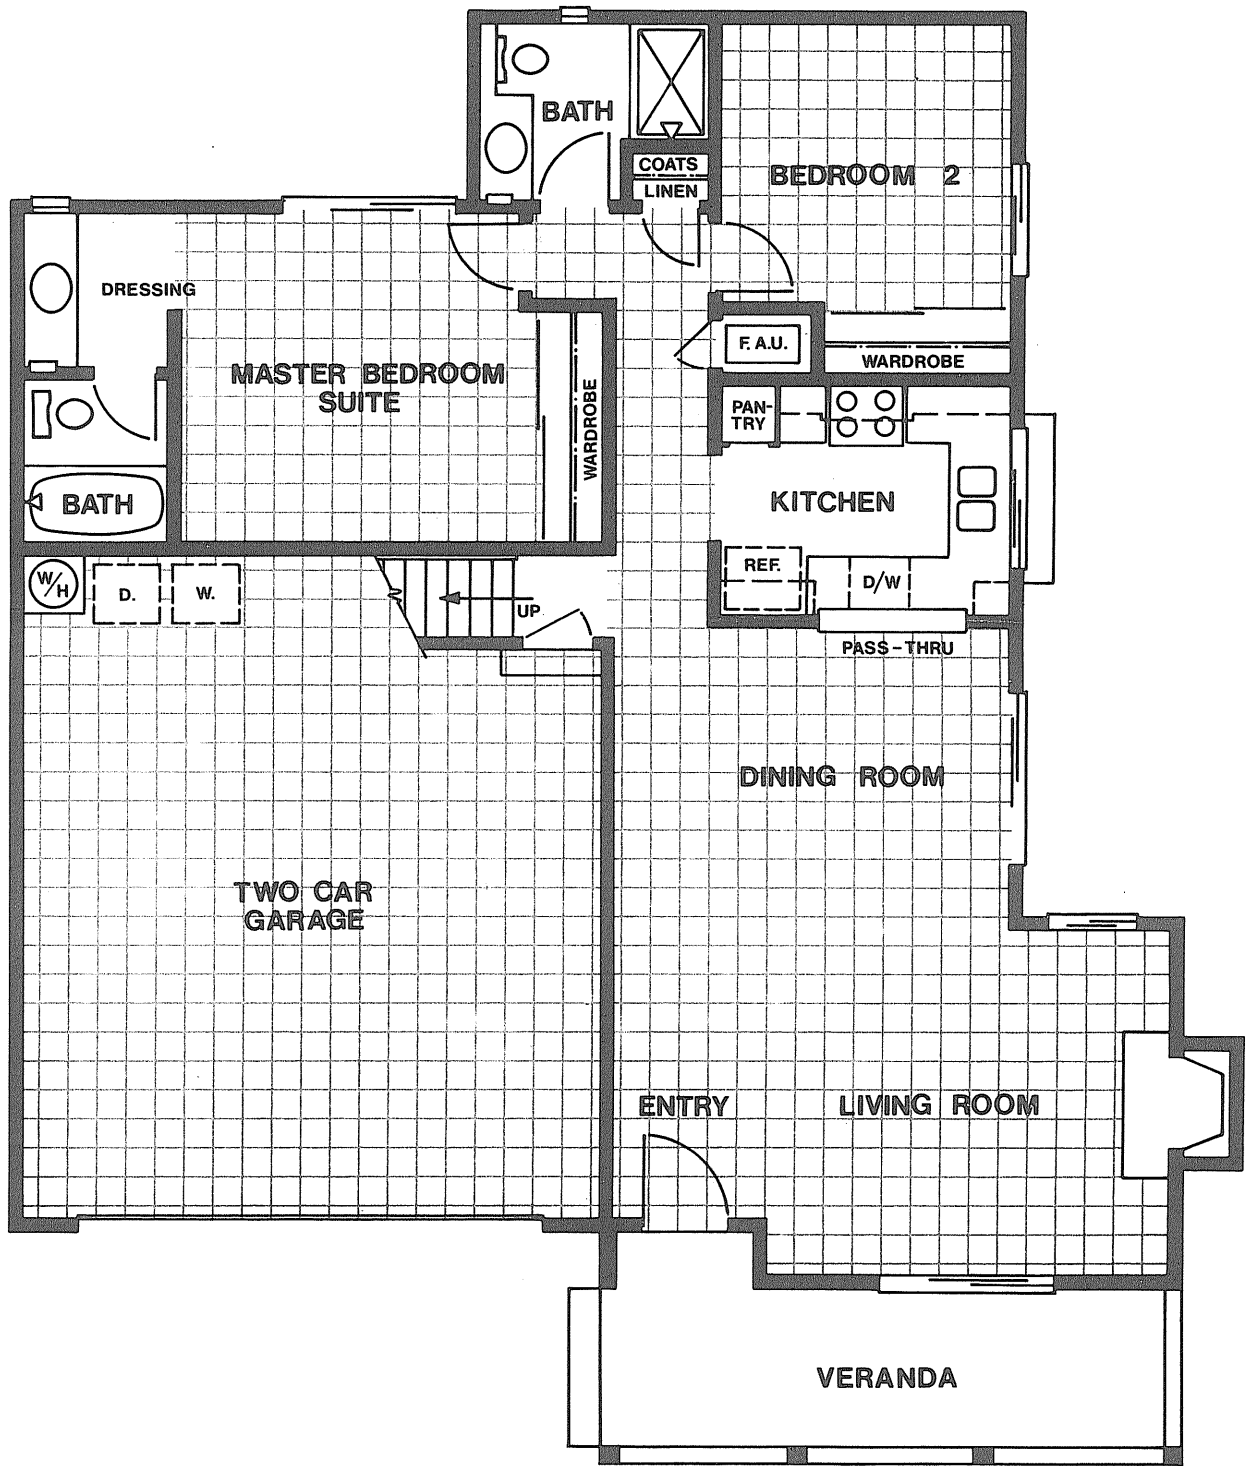 BATH
COATS
LINEN
BEDROOM 2
DRESSING
MASTER BEDROOM
SUITE
WARDROBE
F.A.U.
WARDROBE
PAN-
TRY
KITCHEN
BATH
REF.
D/W
W/H
D.
W.
UP
PASS-THRU
DINING ROOM
TWO CAR
GARAGE
ENTRY
LIVING ROOM
VERANDA